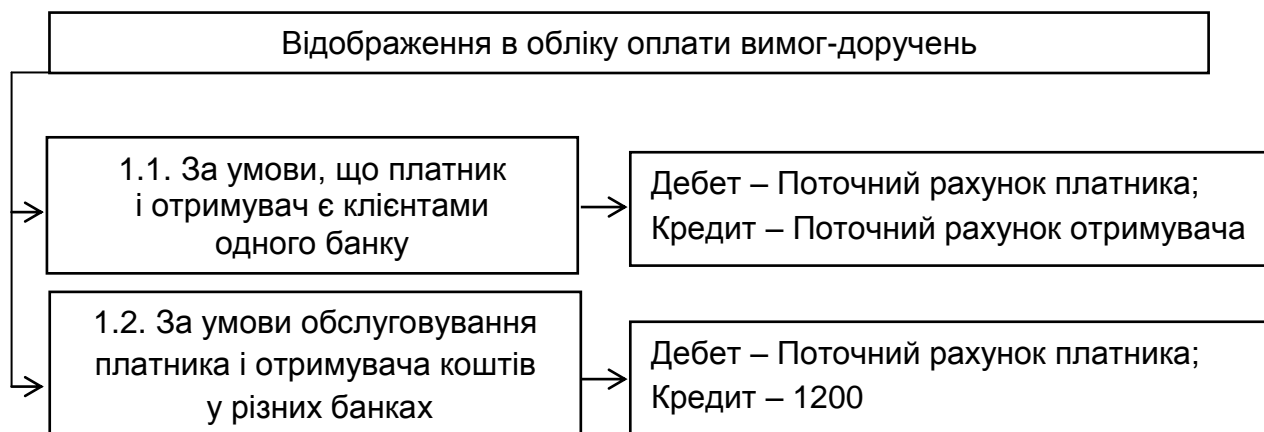 Відображення в обліку оплати вимог-доручень
1.1. За умови, що платник
і отримувач є клієнтами
одного банку
Дебет – Поточний рахунок платника;
Кредит – Поточний рахунок отримувача
1.2. За умови обслуговування
платника і отримувача коштів
у різних банках
Дебет – Поточний рахунок платника;
Кредит – 1200